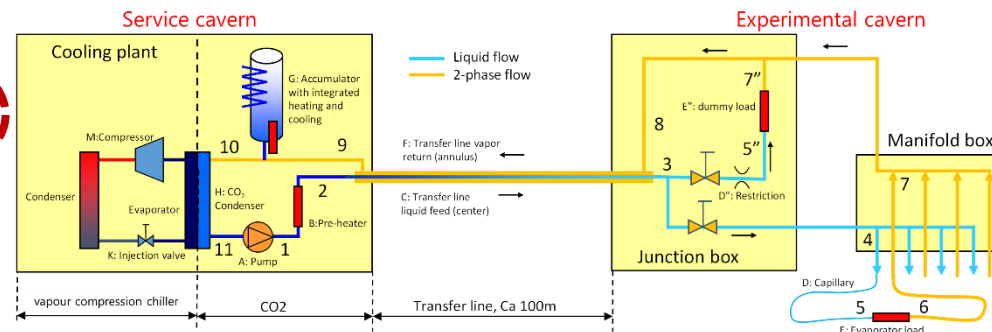 Service cavern
Experimental cavern
Cooling plant
Liquid flow
2-phase flow
G: Accumulator
with integrated
heating and
cooling
M:Compressor
Condenser
Evaporator
K: Injection valve
10
9
H: CO₂
Condenser
2
B:Pre-heater
11
1
A: Pump
F: Transfer line vapor
return (annulus)
C: Transfer line
liquid feed (center)
7”
E”: dummy load
8
5”
3
D”: Restriction
Junction box
Manifold box
7
4
D: Capillary
5
6
E: Evaporator load
vapour compression chiller
CO2
Transfer line, Ca 100m